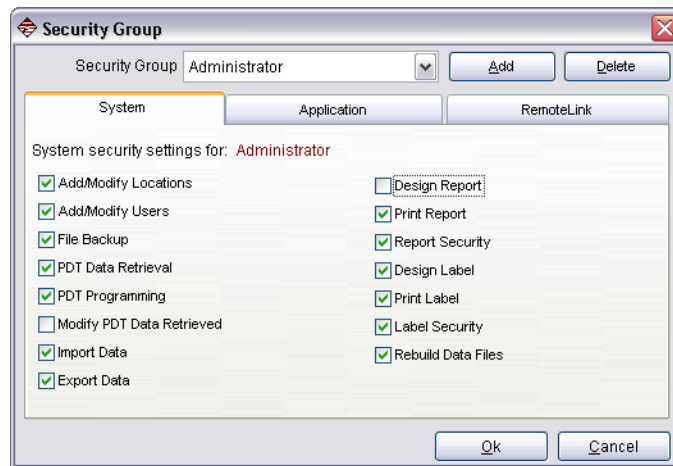 Security Group
Security Group Administrator Add Delete
System Application RemoteLink
System security settings for: Administrator
Add/Modify Locations
Add/Modify Users
File Backup
PDT Data Retrieval
PDT Programming
Modify PDT Data Retrieved
Import Data
Export Data
Design Report
Print Report
Report Security
Design Label
Print Label
Label Security
Rebuild Data Files
Ok Cancel